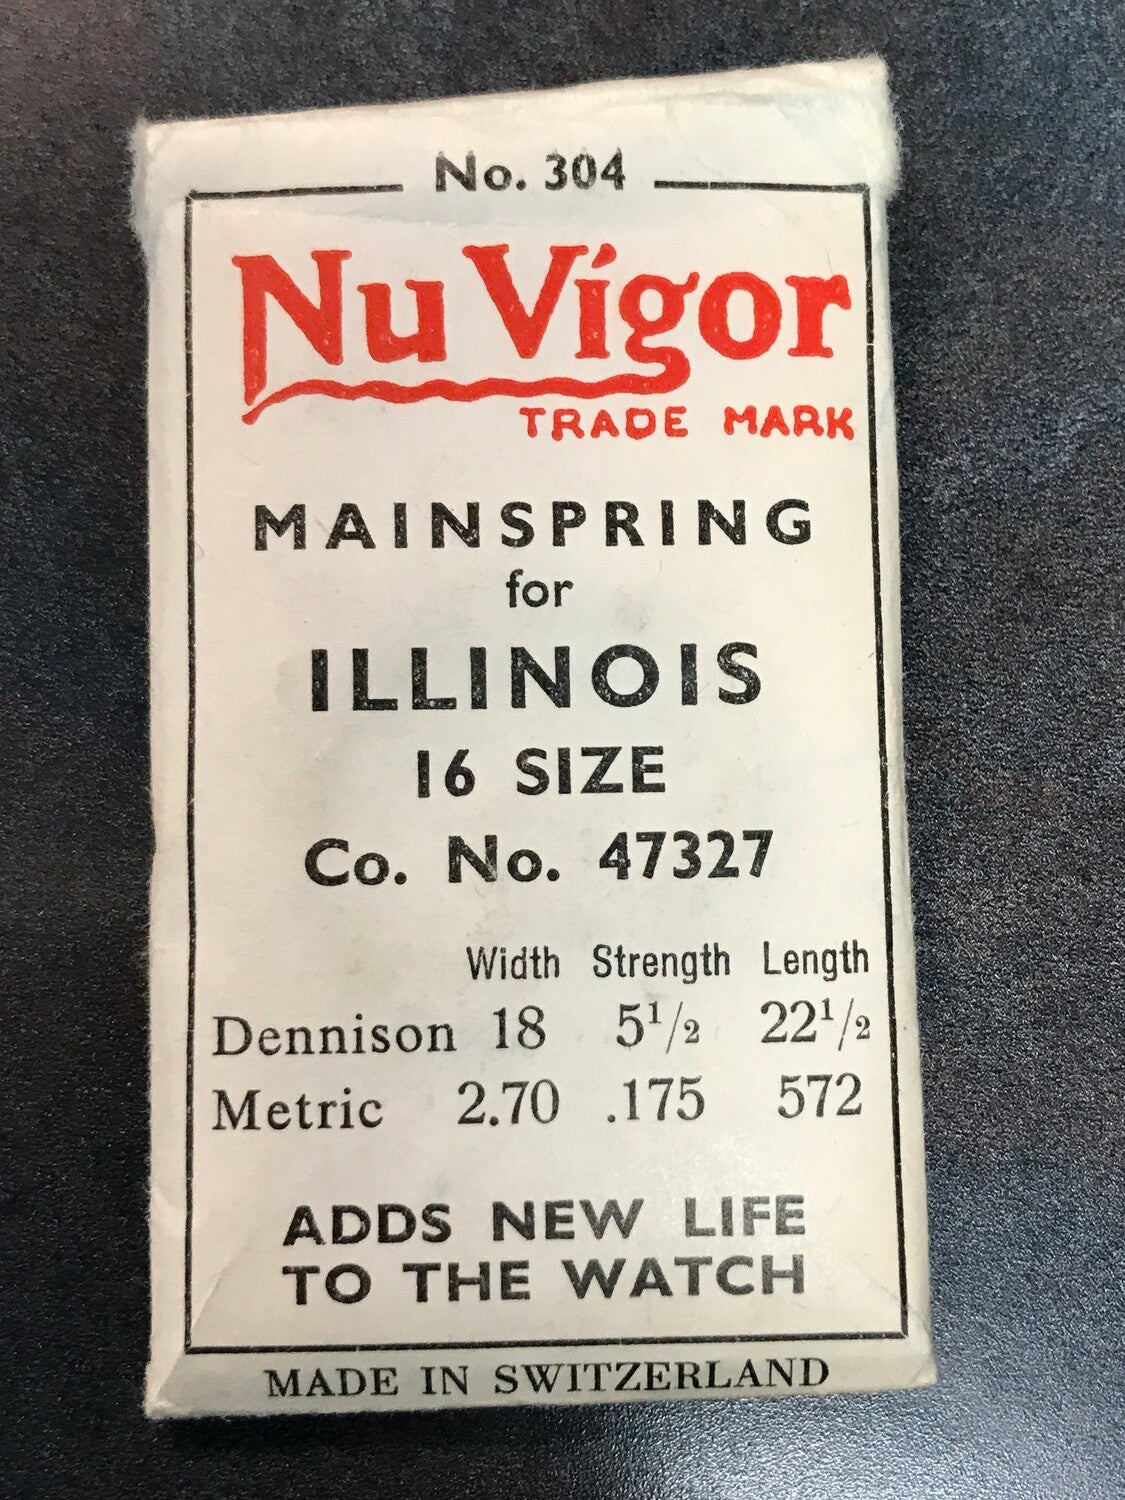 No. 304
Nu Vigor
TRADE MARK
MAINSPRING
for
ILLINOIS
16 SIZE
Co. No. 47327
Width Strength Length
Dennison 18 5¹/₂ 22¹/₂
Metric 2.70 .175 572
ADDS NEW LIFE
TO THE WATCH
MADE IN SWITZERLAND